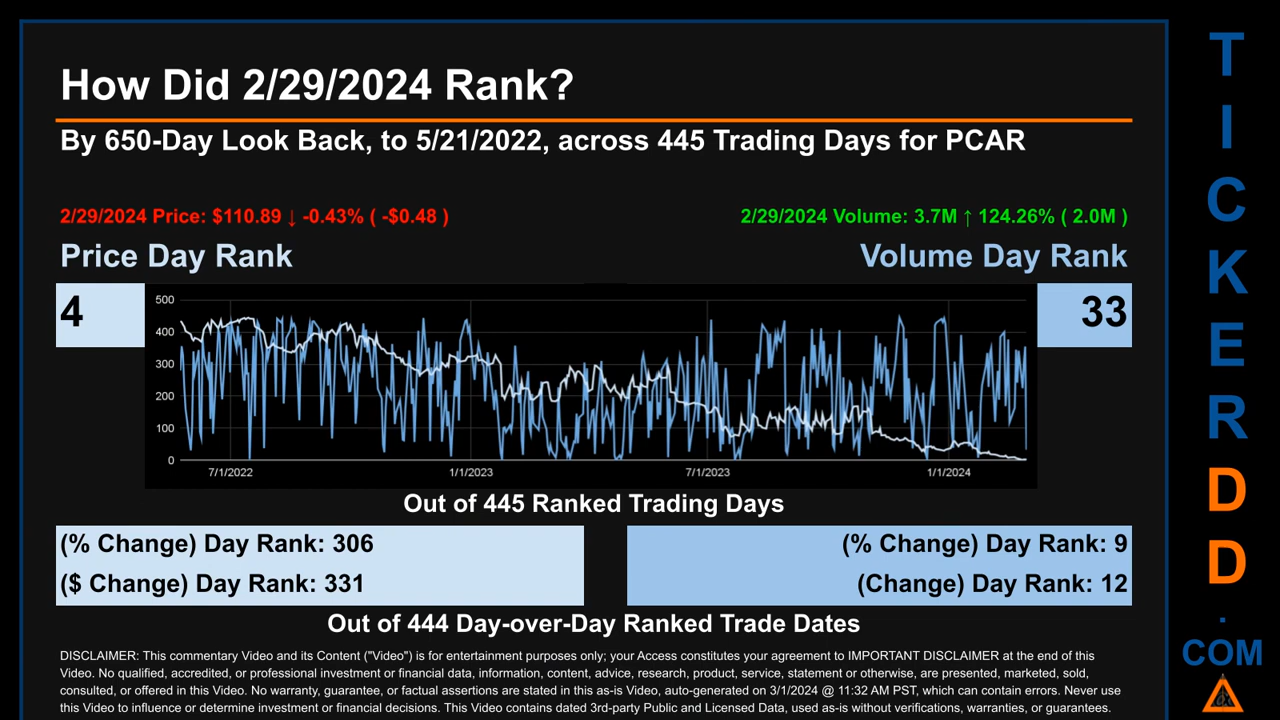 How Did 2/29/2024 Rank?
By 650-Day Look Back, to 5/21/2022, across 445 Trading Days for PCAR
2/29/2024 Price: $110.89 ↓ -0.43% ( -$0.48 )
2/29/2024 Volume: 3.7M ↑ 124.26% ( 2.0M )
Price Day Rank
Volume Day Rank
4
33
500
400
300
200
100
0
7/1/2022
1/1/2023
7/1/2023
1/1/2024
Out of 445 Ranked Trading Days
(% Change) Day Rank: 306
($ Change) Day Rank: 331
(% Change) Day Rank: 9
(Change) Day Rank: 12
Out of 444 Day-over-Day Ranked Trade Dates
DISCLAIMER: This commentary Video and its Content ("Video") is for entertainment purposes only; your Access constitutes your agreement to IMPORTANT DISCLAIMER at the end of this
Video. No qualified, accredited, or professional investment or financial data, information, content, advice, research, product, service, statement or otherwise, are presented, marketed, sold,
consulted, or offered in this Video. No warranty, guarantee, or factual assertions are stated in this as-is Video, auto-generated on 3/1/2024 @ 11:32 AM PST, which can contain errors. Never use
this Video to influence or determine investment or financial decisions. This Video contains dated 3rd-party Public and Licensed Data, used as-is without verifications, warranties, or guarantees.
T
I
C
K
E
R
D
D
.
COM